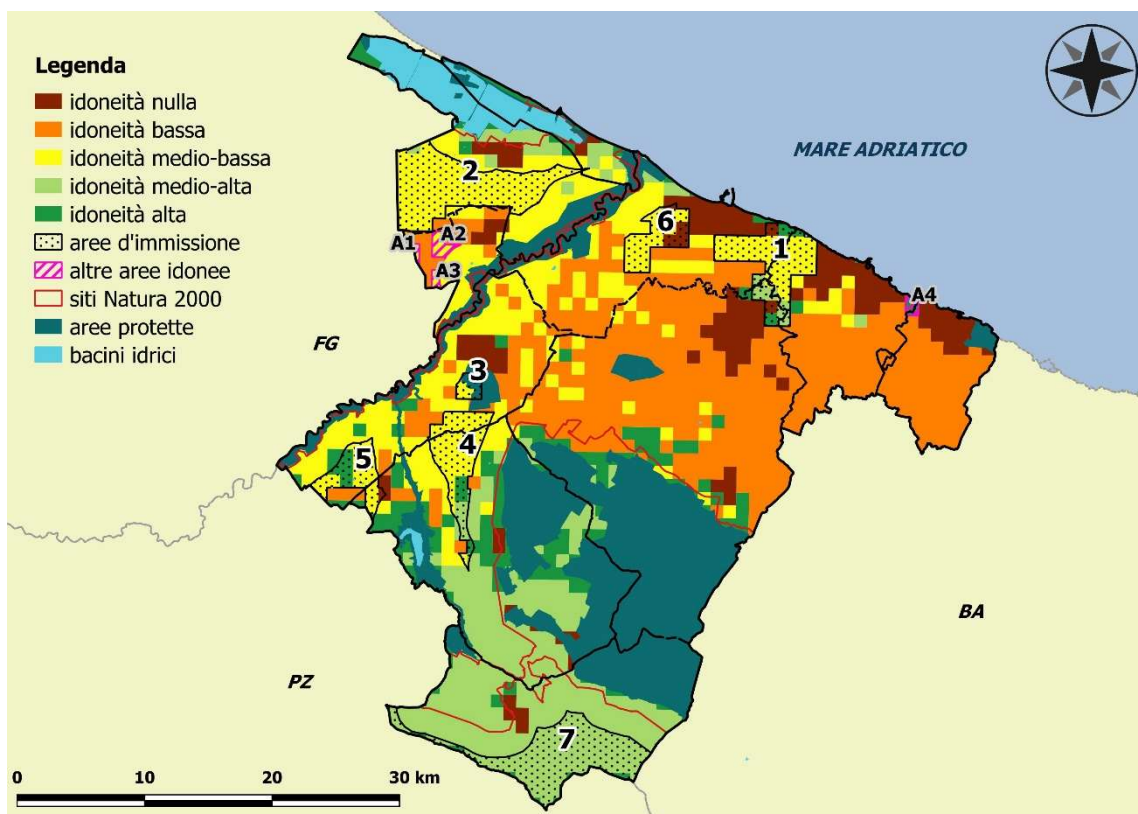 Legenda
idoneità nulla
idoneità bassa
idoneità medio-bassa
idoneità medio-alta
idoneità alta
aree d'immissione
altre aree idonee
siti Natura 2000
aree protette
bacini idrici
MARE ADRIATICO
2
A1
A2
A3
6
1
A4
FG
3
4
5
BA
PZ
7
0 10 20 30 km